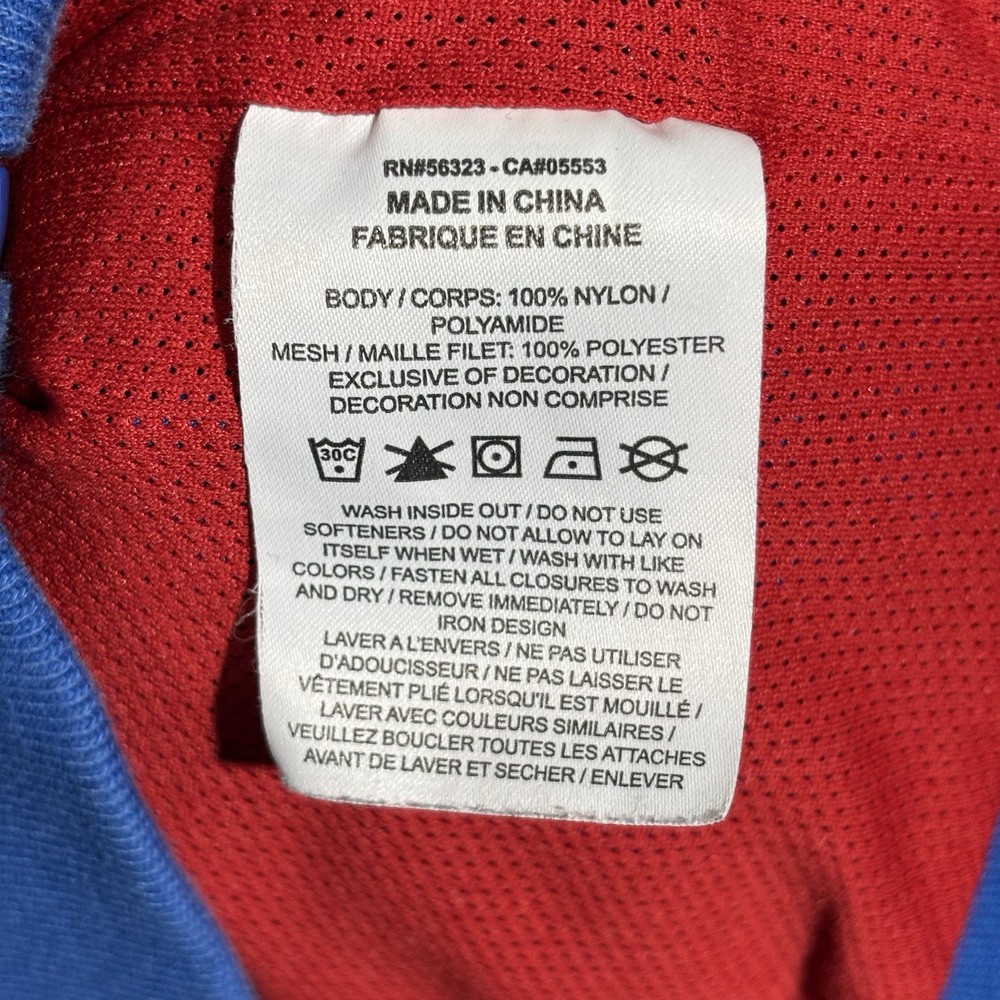 RN#56323 - CA#05553
MADE IN CHINA
FABRIQUE EN CHINE
BODY / CORPS: 100% NYLON /
POLYAMIDE
MESH / MAILLE FILET: 100% POLYESTER
EXCLUSIVE OF DECORATION /
DECORATION NON COMPRISE
30C
WASH INSIDE OUT / DO NOT USE
SOFTENERS / DO NOT ALLOW TO LAY ON
ITSELF WHEN WET / WASH WITH LIKE
COLORS / FASTEN ALL CLOSURES TO WASH
AND DRY / REMOVE IMMEDIATELY / DO NOT
IRON DESIGN
LAVER A L'ENVERS / NE PAS UTILISER
D'ADOUCISSEUR / NE PAS LAISSER LE
VÊTEMENT PLIÉ LORSQU'IL EST MOUILLÉ /
LAVER AVEC COULEURS SIMILAIRES /
VEUILLEZ BOUCLER TOUTES LES ATTACHES
AVANT DE LAVER ET SECHER / ENLEVER